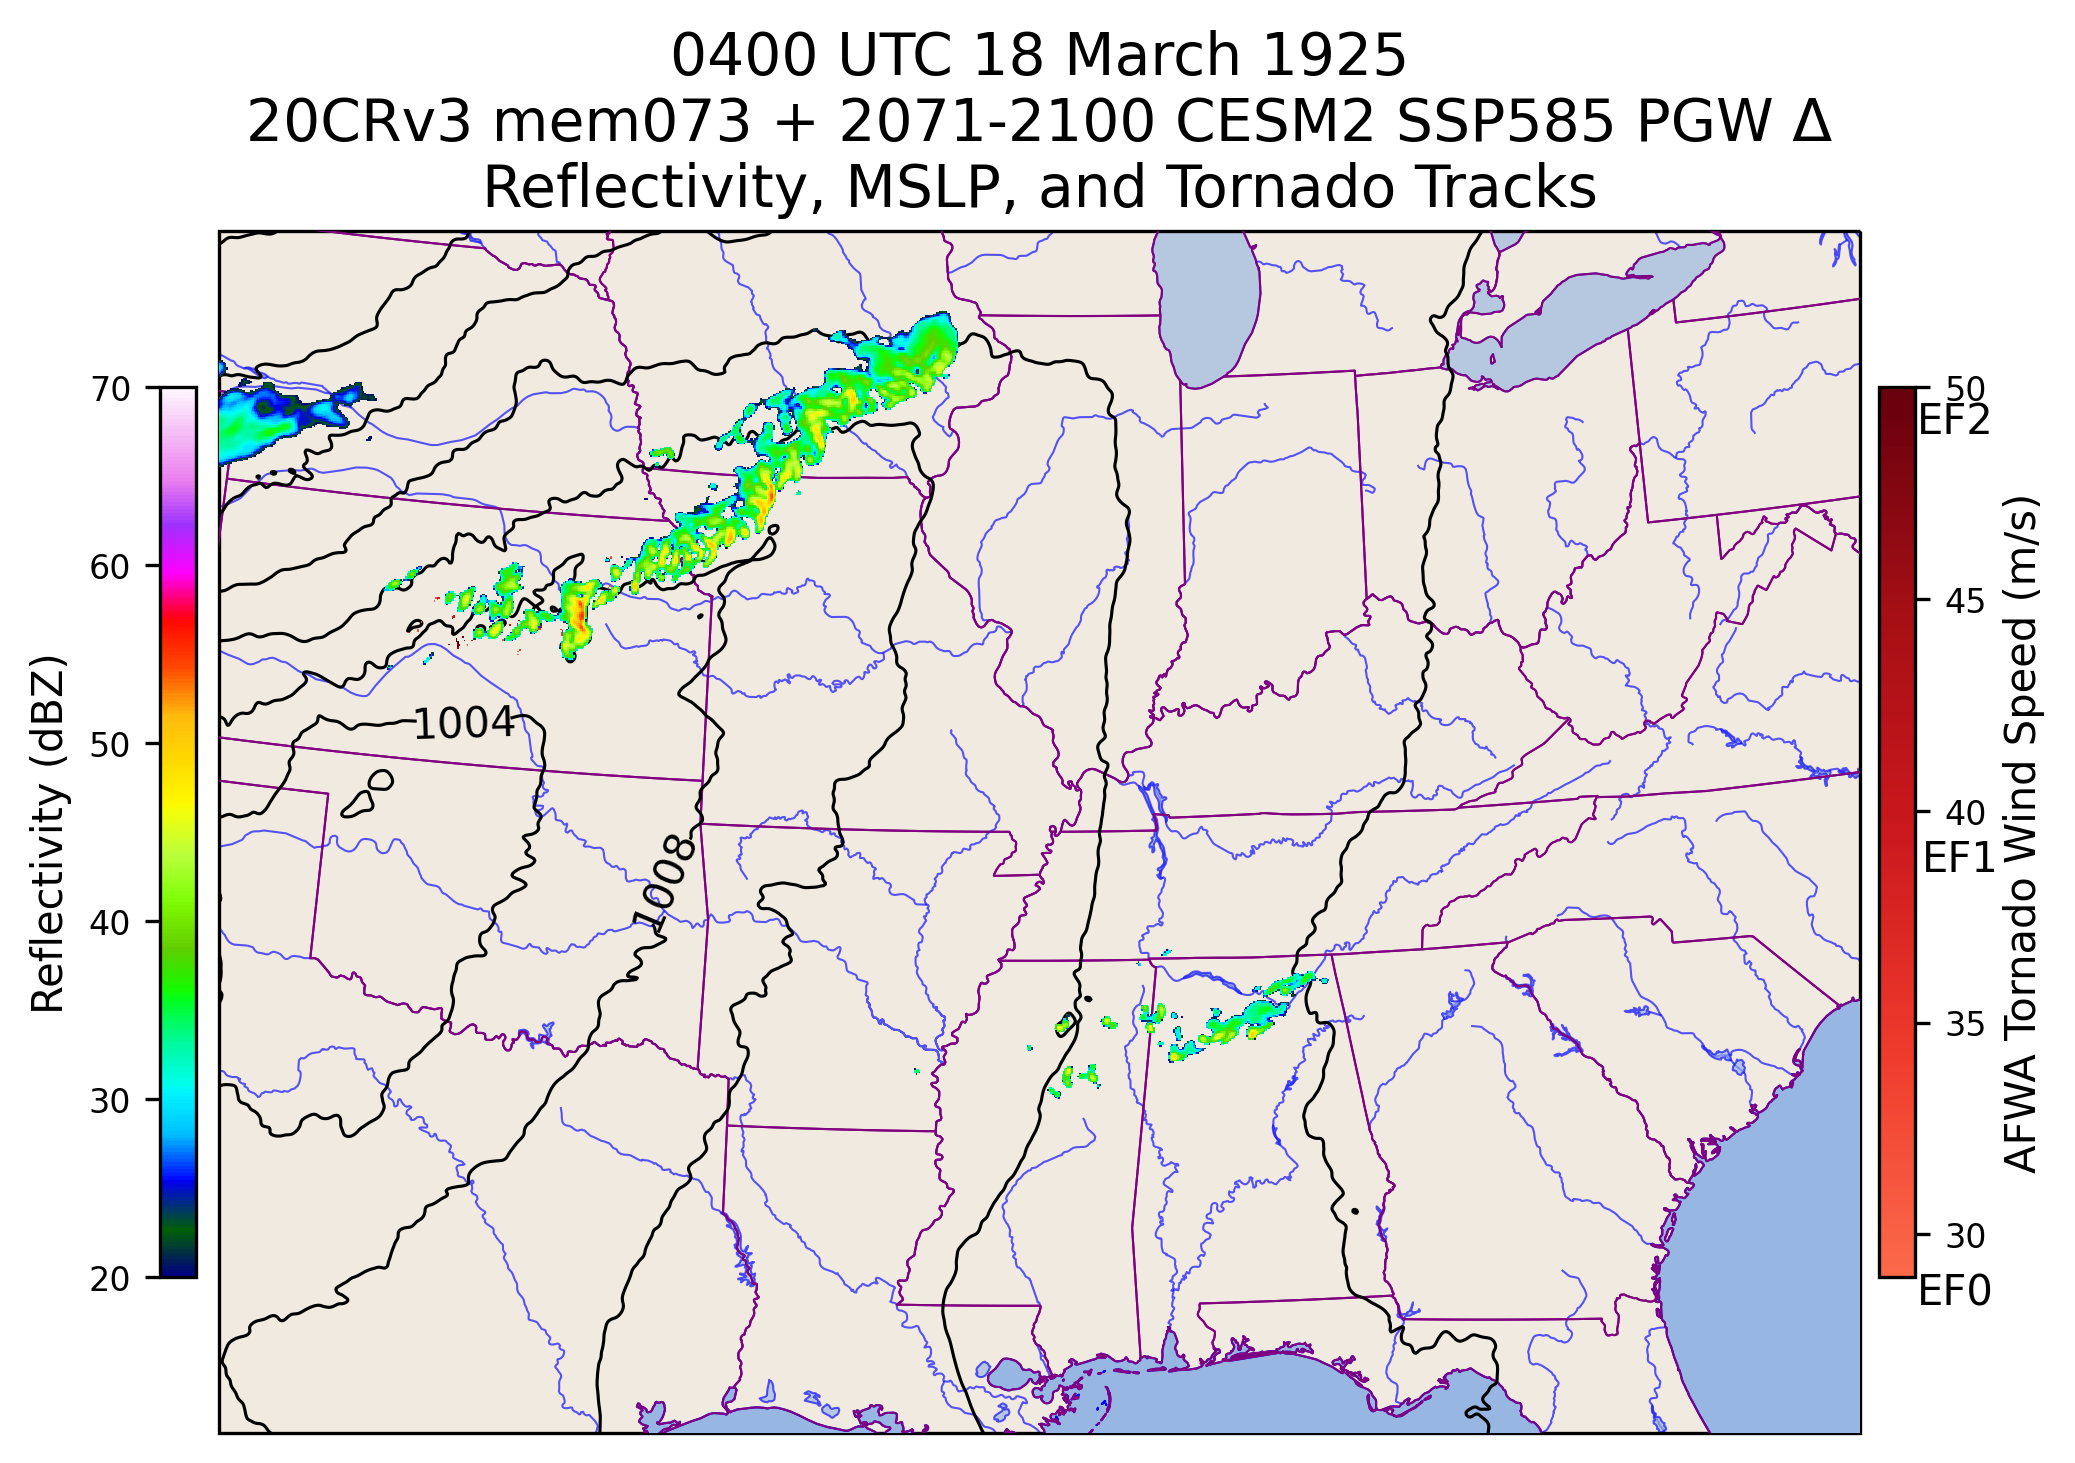 0400 UTC 18 March 1925
20CRv3 mem073 + 2071-2100 CESM2 SSP585 PGW Δ
Reflectivity, MSLP, and Tornado Tracks
Reflectivity (dBZ)
70
60
50
40
30
20
1004
1008
50
EF2
45
40
EF1
35
30
EF0
AFWA Tornado Wind Speed (m/s)